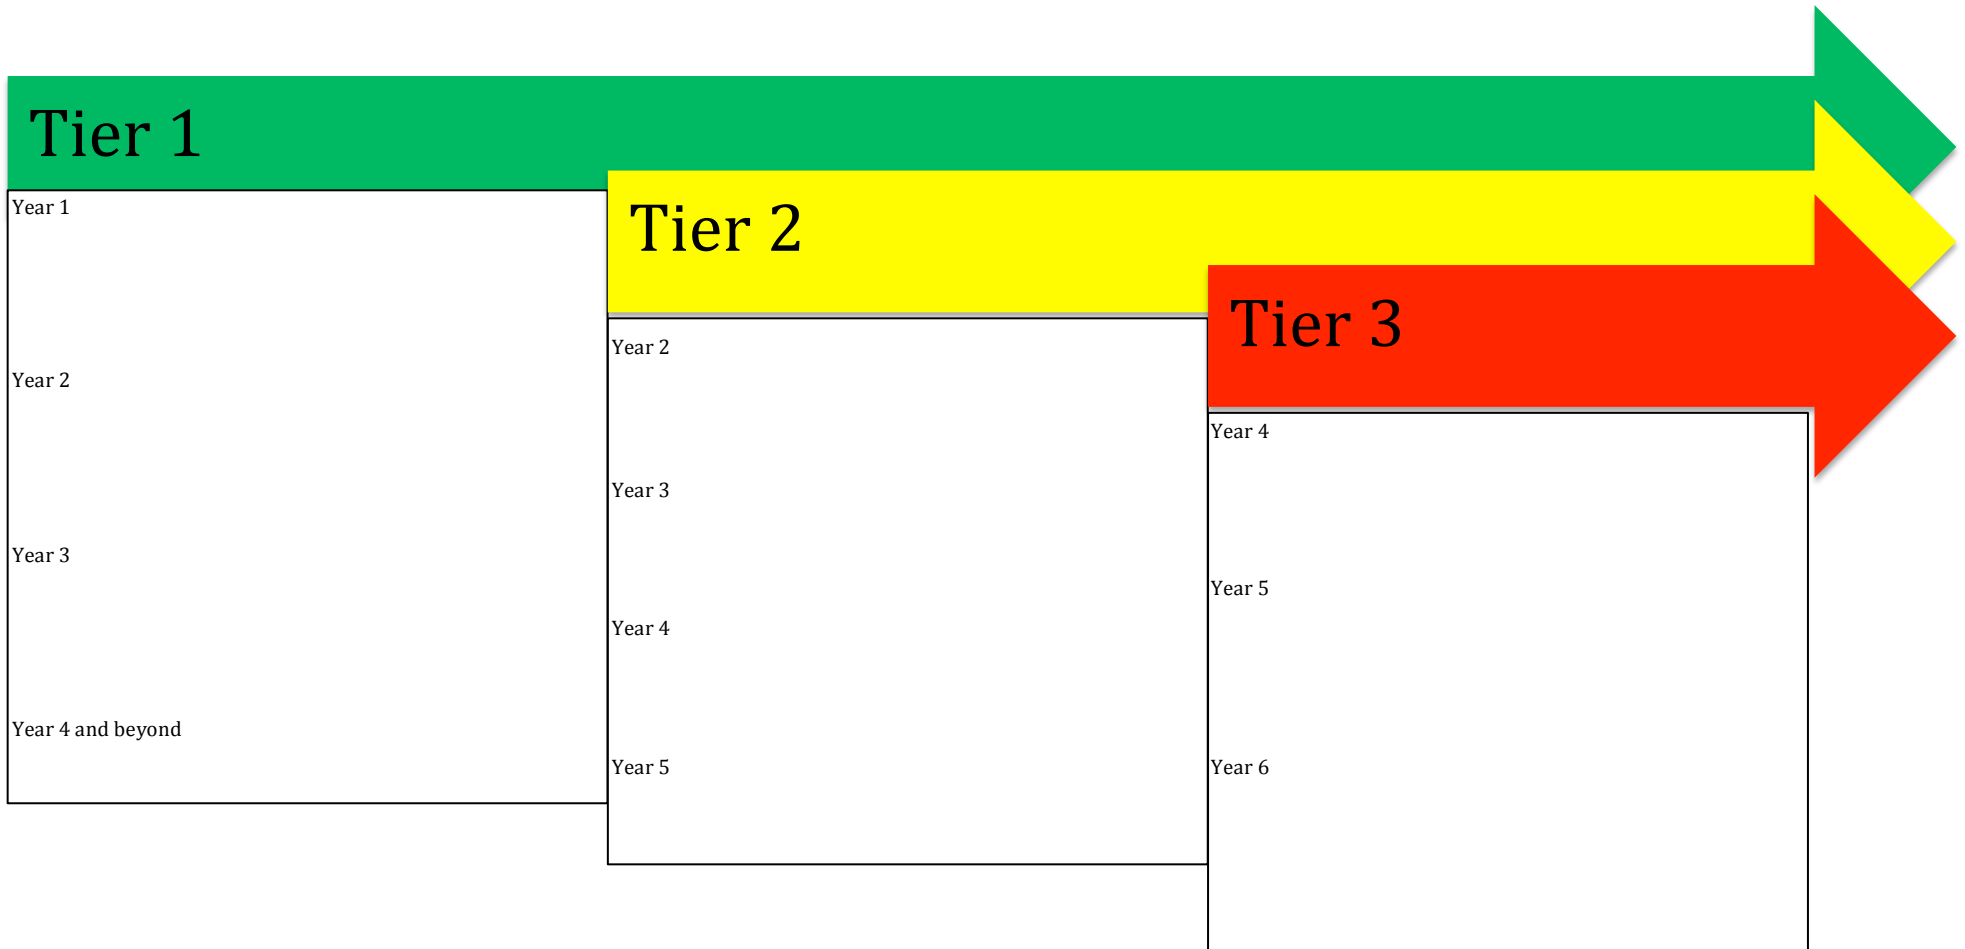 Tier 1
Year 1
Year 2
Year 3
Year 4 and beyond
Tier 2
Year 2
Year 3
Year 4
Year 5
Tier 3
Year 4
Year 5
Year 6